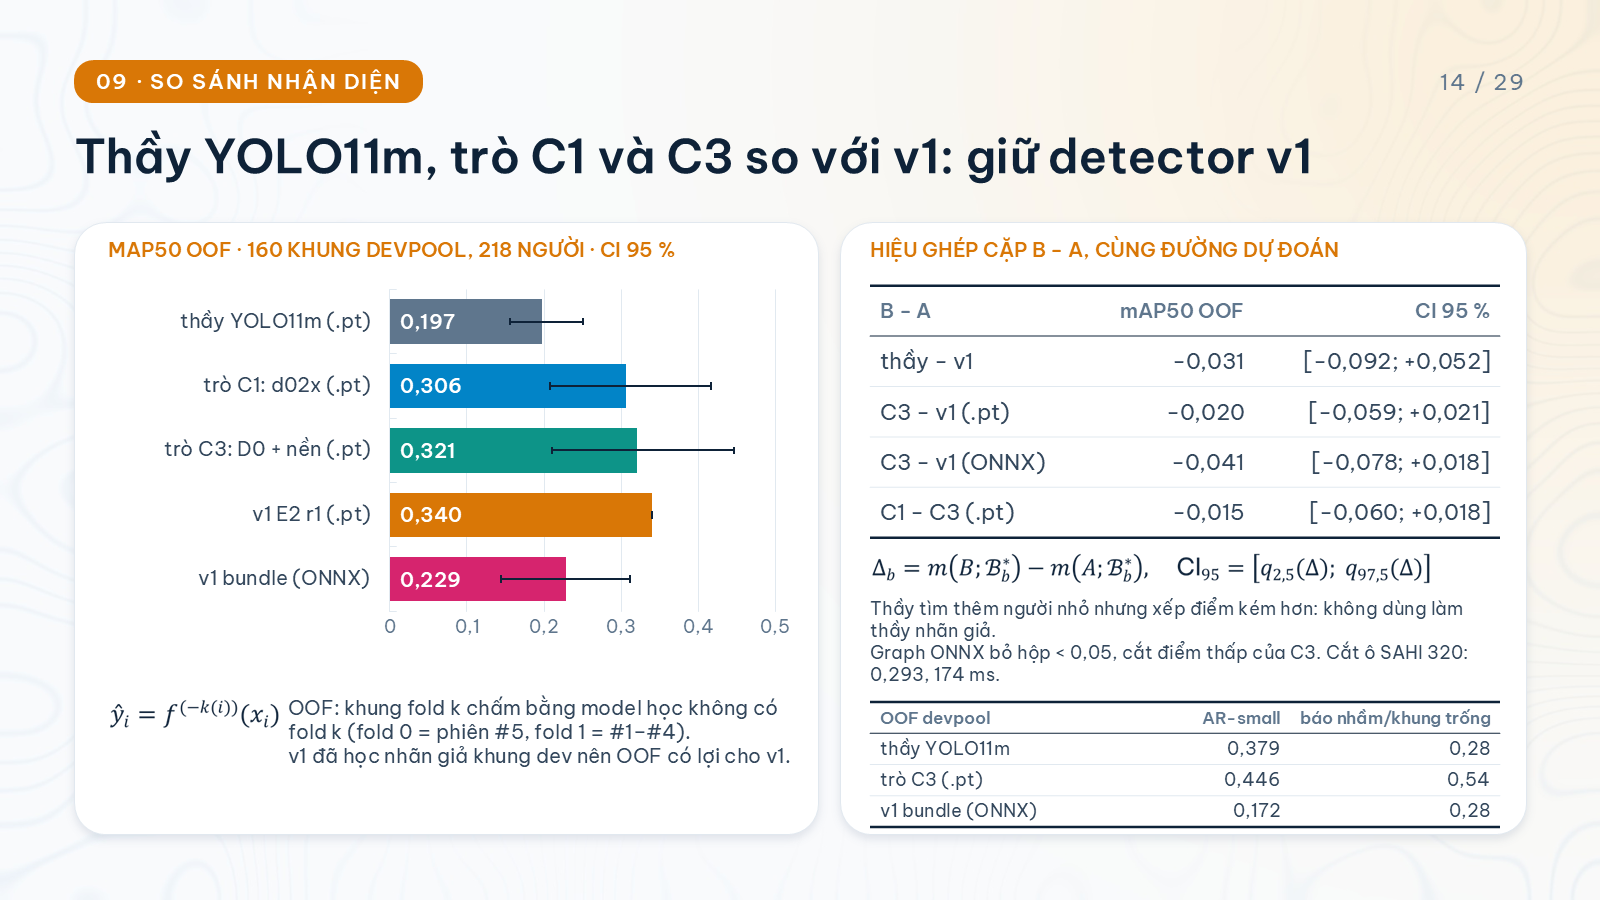 09 · SO SÁNH NHẬN DIỆN
14 / 29
Thầy YOLO11m, trò C1 và C3 so với v1: giữ detector v1
MAP50 OOF · 160 KHUNG DEVPOOL, 218 NGƯỜI · CI 95 %
thầy YOLO11m (.pt) 0,197
trò C1: d02x (.pt) 0,306
trò C3: D0 + nền (.pt) 0,321
v1 E2 r1 (.pt) 0,340
v1 bundle (ONNX) 0,229
0 0,1 0,2 0,3 0,4 0,5
ŷᵢ = f^(−k(i))(xᵢ)
OOF: khung fold k chấm bằng model học không có
fold k (fold 0 = phiên #5, fold 1 = #1–#4).
v1 đã học nhãn giả khung dev nên OOF có lợi cho v1.
HIỆU GHÉP CẶP B − A, CÙNG ĐƯỜNG DỰ ĐOÁN
B − A mAP50 OOF CI 95 %
thầy − v1 −0,031 [−0,092; +0,052]
C3 − v1 (.pt) −0,020 [−0,059; +0,021]
C3 − v1 (ONNX) −0,041 [−0,078; +0,018]
C1 − C3 (.pt) −0,015 [−0,060; +0,018]
Δ_b = m(B; ℬ*_b) − m(A; ℬ*_b), CI₉₅ = [q₂,₅(Δ); q₉₇,₅(Δ)]
Thầy tìm thêm người nhỏ nhưng xếp điểm kém hơn: không dùng làm
thầy nhãn giả.
Graph ONNX bỏ hộp < 0,05, cắt điểm thấp của C3. Cắt ô SAHI 320:
0,293, 174 ms.
OOF devpool AR-small báo nhầm/khung trống
thầy YOLO11m 0,379 0,28
trò C3 (.pt) 0,446 0,54
v1 bundle (ONNX) 0,172 0,28